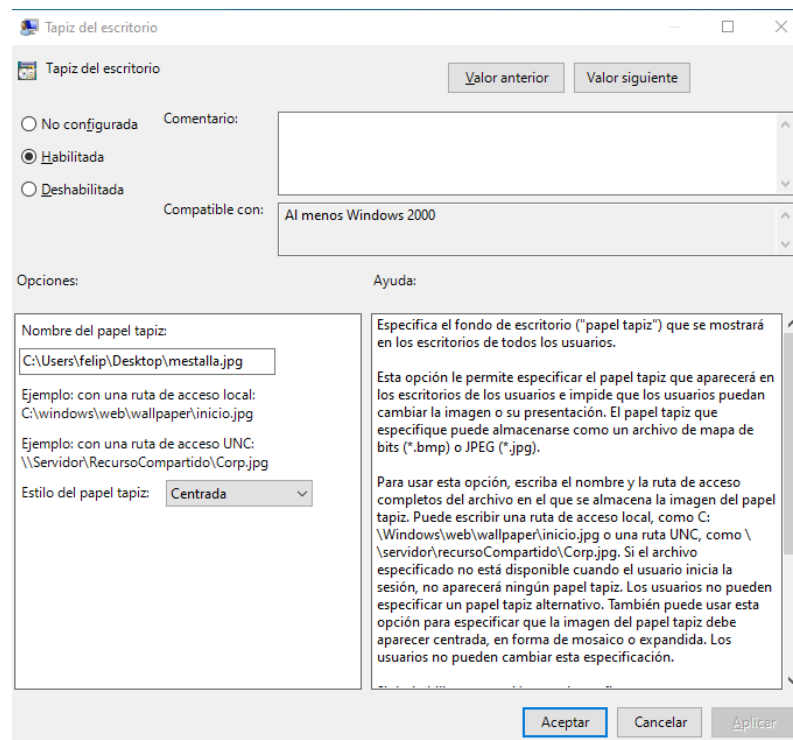 Tapiz del escritorio
Tapiz del escritorio
Valor anterior
Valor siguiente
No configurada
Habilitada
Deshabilitada
Comentario:
Compatible con:
Al menos Windows 2000
Opciones:
Ayuda:
Nombre del papel tapiz:
C:\Users\felip\Desktop\mestalla.jpg
Ejemplo: con una ruta de acceso local:
C:\windows\web\wallpaper\inicio.jpg
Ejemplo: con una ruta de acceso UNC:
\\Servidor\RecursoCompartido\Corp.jpg
Estilo del papel tapiz:
Centrada
Especifica el fondo de escritorio ("papel tapiz") que se mostrará
en los escritorios de todos los usuarios.
Esta opción le permite especificar el papel tapiz que aparecerá en
los escritorios de los usuarios e impide que los usuarios puedan
cambiar la imagen o su presentación. El papel tapiz que
especifique puede almacenarse como un archivo de mapa de
bits (*.bmp) o JPEG (*.jpg).
Para usar esta opción, escriba el nombre y la ruta de acceso
completos del archivo en el que se almacena la imagen del papel
tapiz. Puede escribir una ruta de acceso local, como C:
\Windows\web\wallpaper\inicio.jpg o una ruta UNC, como \
\servidor\recursoCompartido\Corp.jpg. Si el archivo
especificado no está disponible cuando el usuario inicia la
sesión, no aparecerá ningún papel tapiz. Los usuarios no pueden
especificar un papel tapiz alternativo. También puede usar esta
opción para especificar que la imagen del papel tapiz debe
aparecer centrada, en forma de mosaico o expandida. Los
usuarios no pueden cambiar esta especificación.
Aceptar
Cancelar
Aplicar